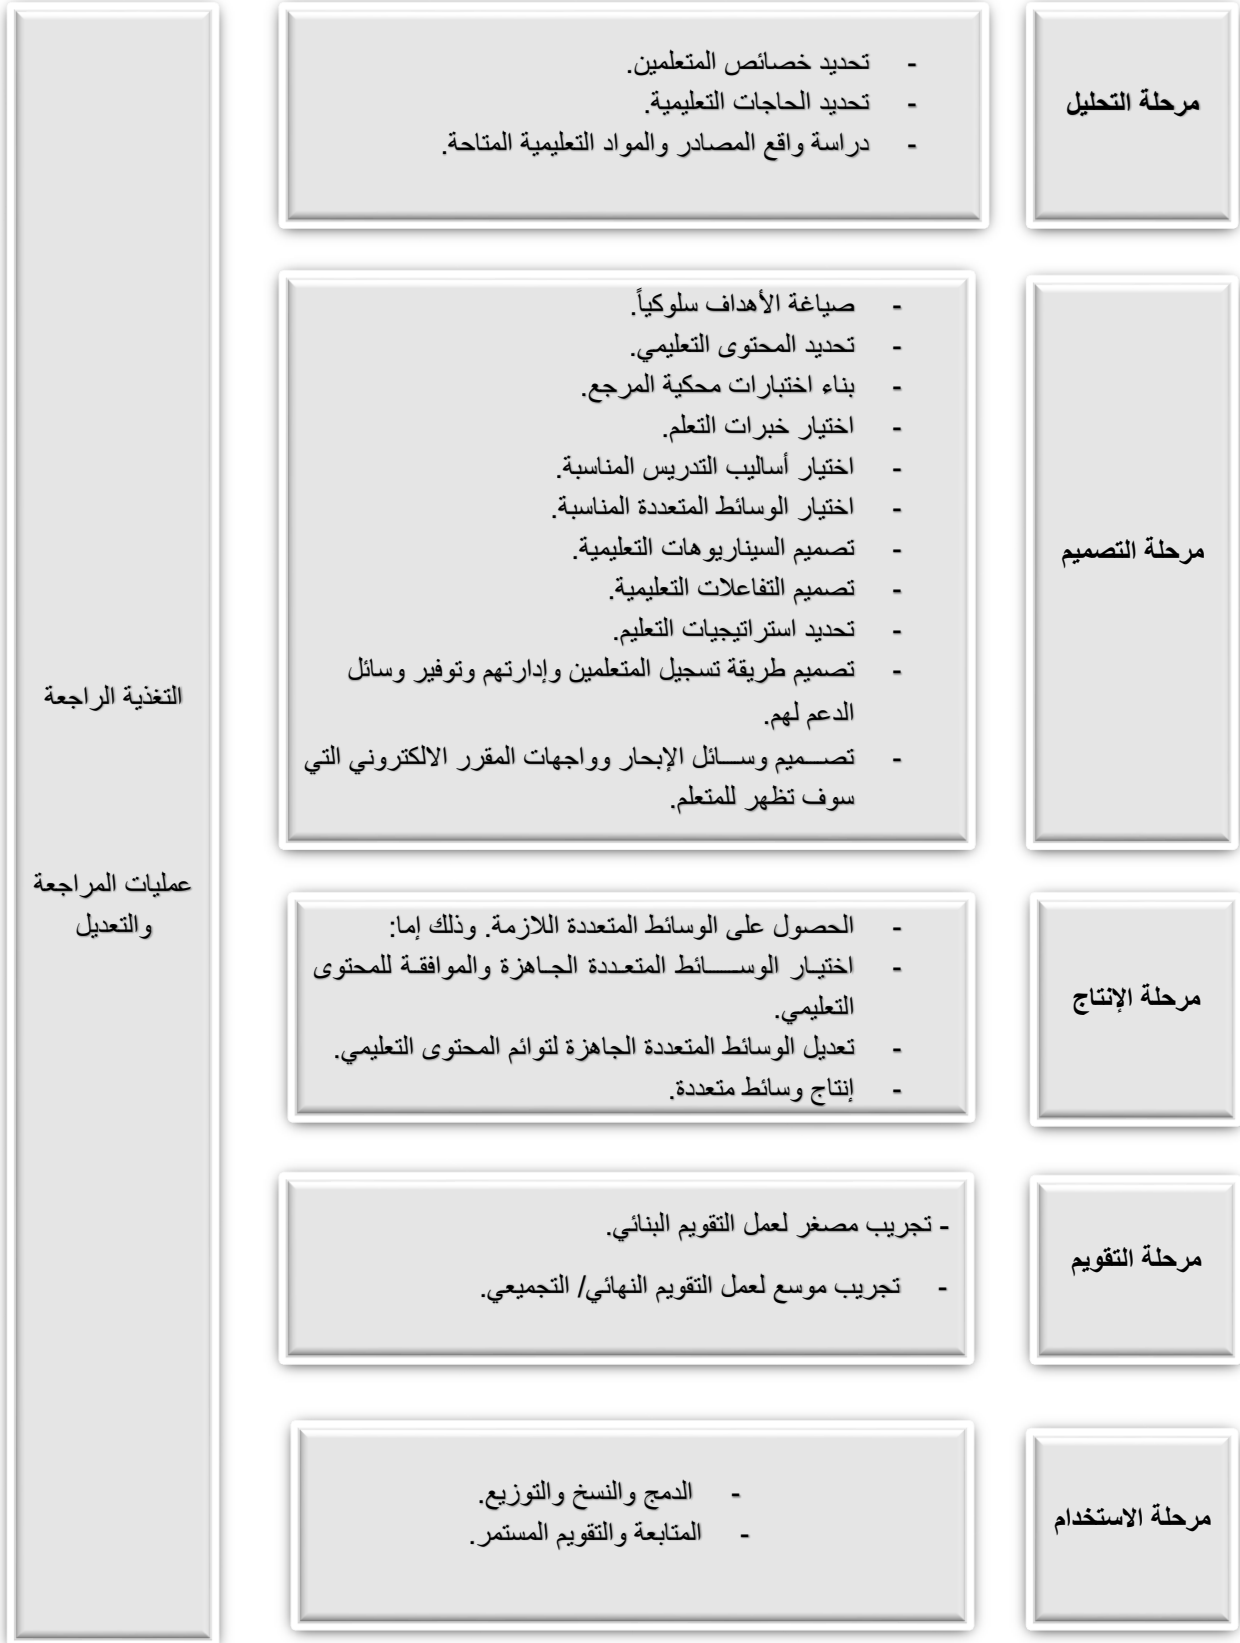 مرحلة التحليل
- تحديد خصائص المتعلمين.
- تحديد الحاجات التعليمية.
- دراسة واقع المصادر والمواد التعليمية المتاحة.
مرحلة التصميم
- صياغة الأهداف سلوكياً.
- تحديد المحتوى التعليمي.
- بناء اختبارات محكية المرجع.
- اختيار خبرات التعلم.
- اختيار أساليب التدريس المناسبة.
- اختيار الوسائط المتعددة المناسبة.
- تصميم السيناريوهات التعليمية.
- تصميم التفاعلات التعليمية.
- تحديد استراتيجيات التعليم.
- تصميم طريقة تسجيل المتعلمين وإدارتهم وتوفير وسائل
الدعم لهم.
- تصميم وسائل الإبحار وواجهات المقرر الالكتروني التي
سوف تظهر للمتعلم.
مرحلة الإنتاج
- الحصول على الوسائط المتعددة اللازمة. وذلك إما:
- اختيار الوسائط المتعددة الجاهزة والموافقة للمحتوى
التعليمي.
- تعديل الوسائط المتعددة الجاهزة لتوائم المحتوى التعليمي.
- إنتاج وسائط متعددة.
مرحلة التقويم
- تجريب مصغر لعمل التقويم البنائي.
- تجريب موسع لعمل التقويم النهائي/ التجميعي.
مرحلة الاستخدام
- الدمج والنسخ والتوزيع.
- المتابعة والتقويم المستمر.
التغذية الراجعة
عمليات المراجعة
والتعديل